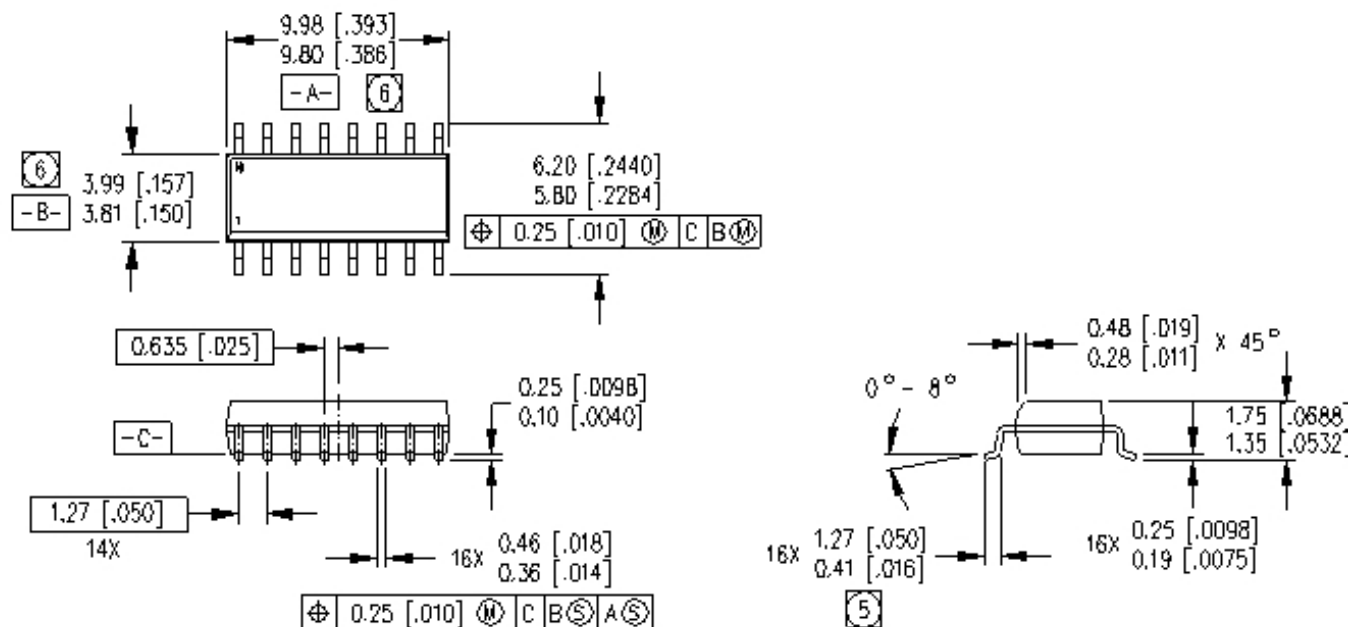 9.98 [.393]
9.80 [.386]
-A- 6
6
3.99 [.157]
-B- 3.81 [.150]
1
6.20 [.2440]
5.80 [.2284]
⌖ 0.25 [.010] Ⓜ C BⓂ
0.635 [.025]
0.25 [.0098]
0.10 [.0040]
-C-
1.27 [.050]
14X
16X 0.46 [.018]
0.36 [.014]
⌖ 0.25 [.010] Ⓜ C BⓈ AⓈ
0.48 [.019]
0.28 [.011] X 45°
0° - 8°
1.75 [.0688]
1.35 [.0532]
16X 1.27 [.050]
0.41 [.016]
5
16X 0.25 [.0098]
0.19 [.0075]